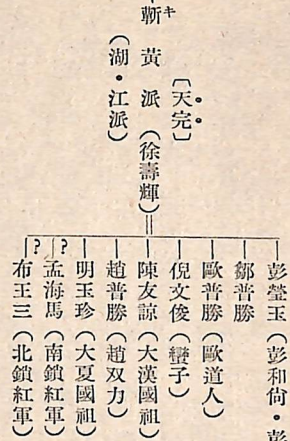 彭瑩玉（彭和尚・彭
鄒普勝
歐普勝（歐道人）
倪文俊（蠻子）
陳友諒（大漢國祖）
趙普勝（趙双力）
明玉珍（大夏國祖）
?孟海馬（南鎖紅軍）
?布王三（北鎖紅軍）
〔天完〕
キ
蘄黃派（徐壽輝）
（湖・江派）